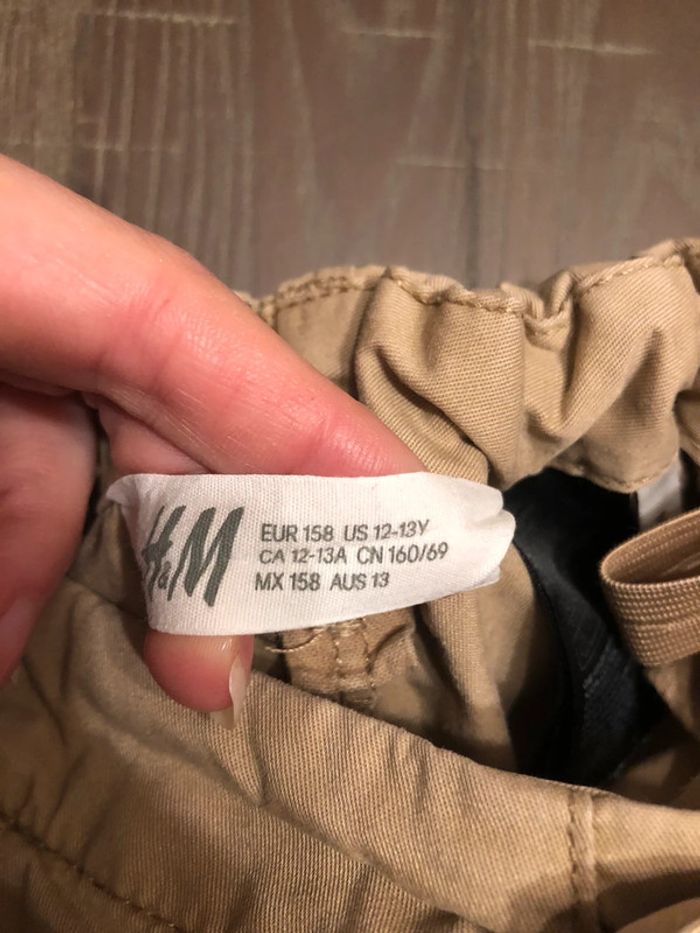 H&M
EUR 158 US 12-13Y
CA 12-13A CN 160/69
MX 158 AUS 13